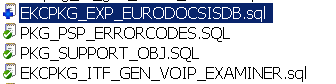 EKCPKG_EXP_EURODOCSISDB.sql
PKG_PSP_ERRORCODES.SQL
PKG_SUPPORT_OBJ.SQL
EKCPKG_ITF_GEN_VOIP_EXAMINER.sql